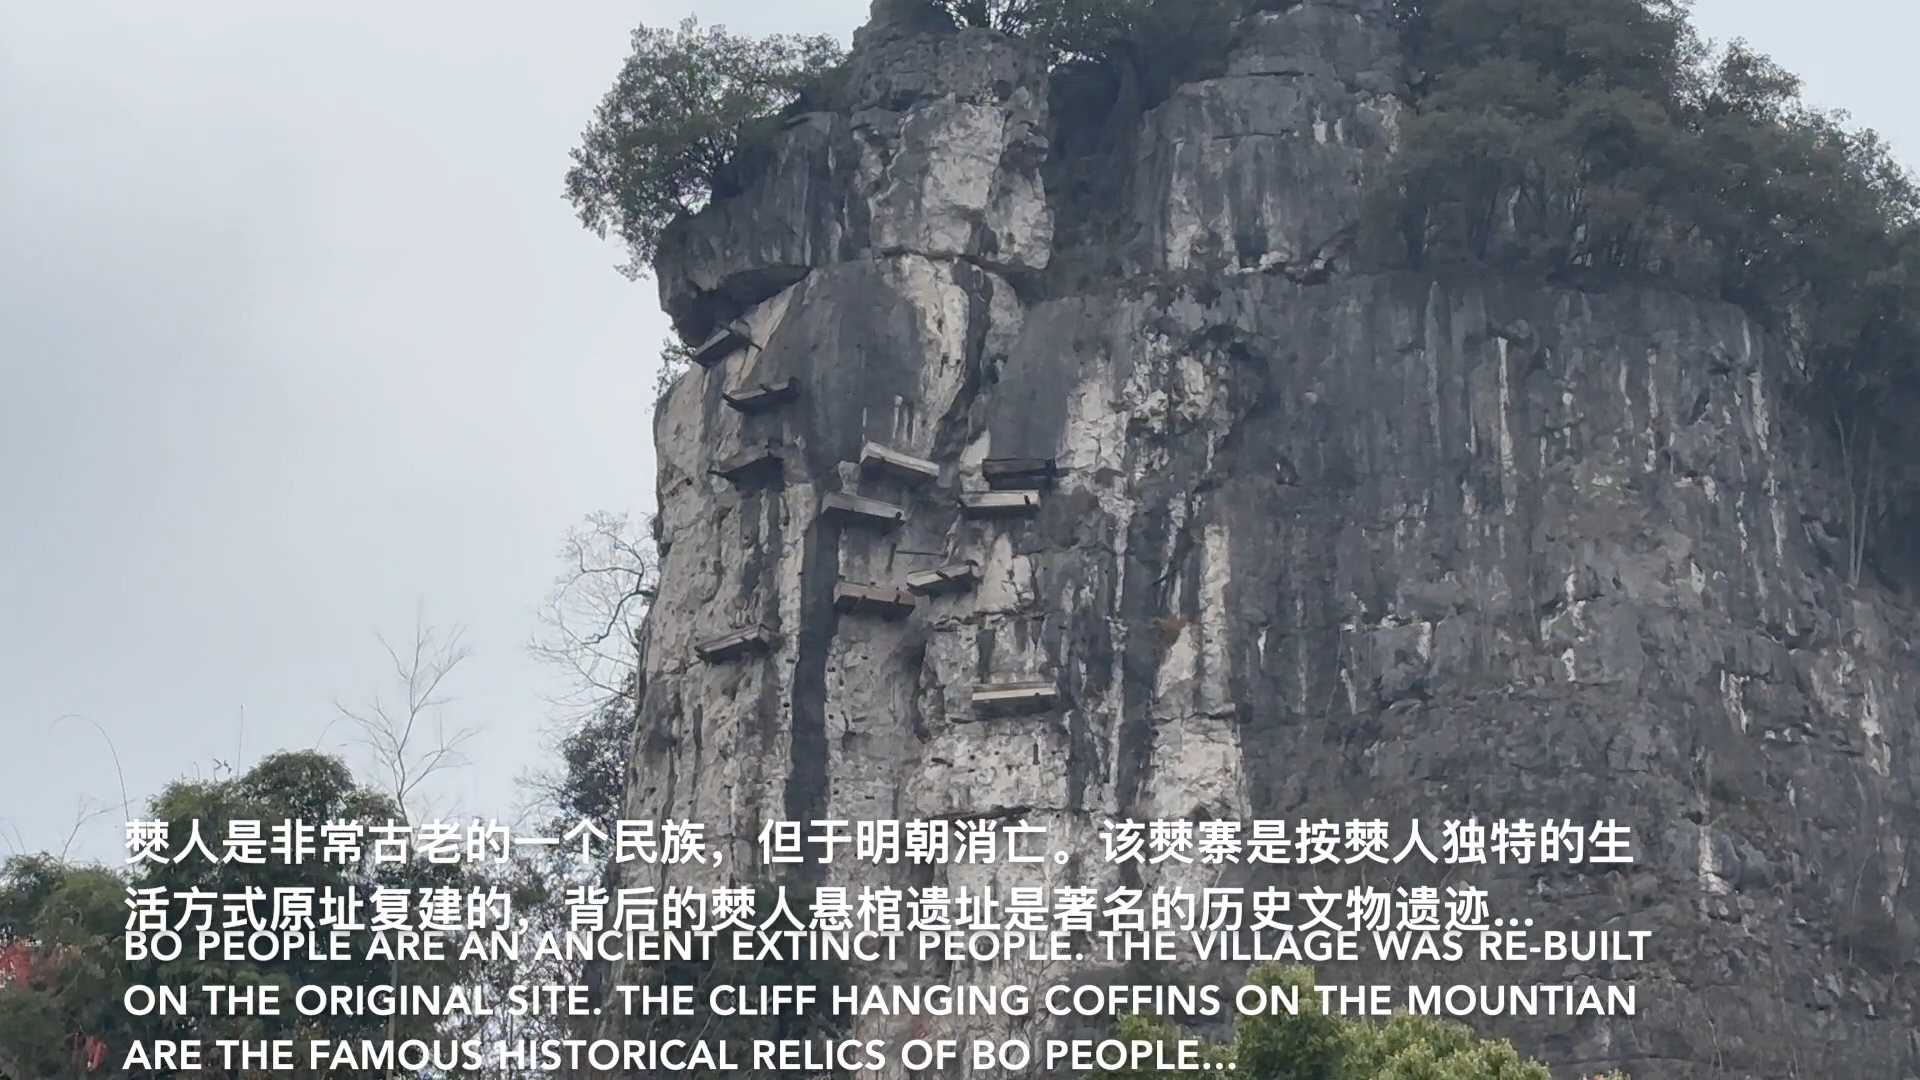 僰人是非常古老的一个民族，但于明朝消亡。该僰寨是按僰人独特的生
活方式原址复建的，背后的僰人悬棺遗址是著名的历史文物遗迹...
BO PEOPLE ARE AN ANCIENT EXTINCT PEOPLE. THE VILLAGE WAS RE-BUILT
ON THE ORIGINAL SITE. THE CLIFF HANGING COFFINS ON THE MOUNTIAN
ARE THE FAMOUS HISTORICAL RELICS OF BO PEOPLE...